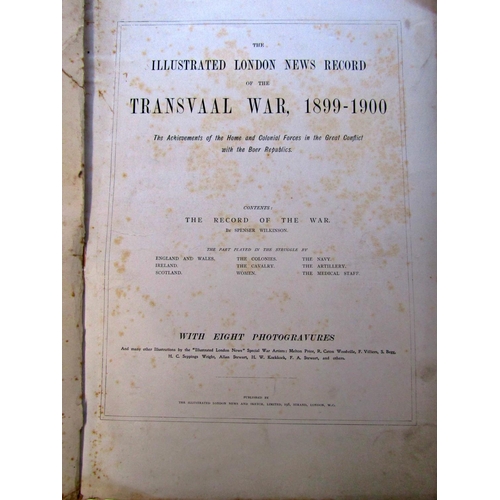 THE
ILLUSTRATED LONDON NEWS RECORD
OF THE
TRANSVAAL WAR, 1899-1900
The Achievements of the Home and Colonial Forces in the Great Conflict
with the Boer Republics.
CONTENTS:
THE RECORD OF THE WAR.
By SPENSER WILKINSON.
THE PART PLAYED IN THE STRUGGLE BY
ENGLAND AND WALES, THE COLONIES. THE NAVY.
IRELAND. THE CAVALRY. THE ARTILLERY.
SCOTLAND. WOMEN. THE MEDICAL STAFF.
WITH EIGHT PHOTOGRAVURES
And many other Illustrations by the "Illustrated London News" Special War Artists: Melton Prior, R. Caton Woodville, F. Villiers, S. Begg,
H. C. Seppings Wright, Allan Stewart, H. W. Koekkoek, F. A. Stewart, and others.
PUBLISHED BY
THE ILLUSTRATED LONDON NEWS AND SKETCH, LIMITED, 198, STRAND, LONDON, W.C.